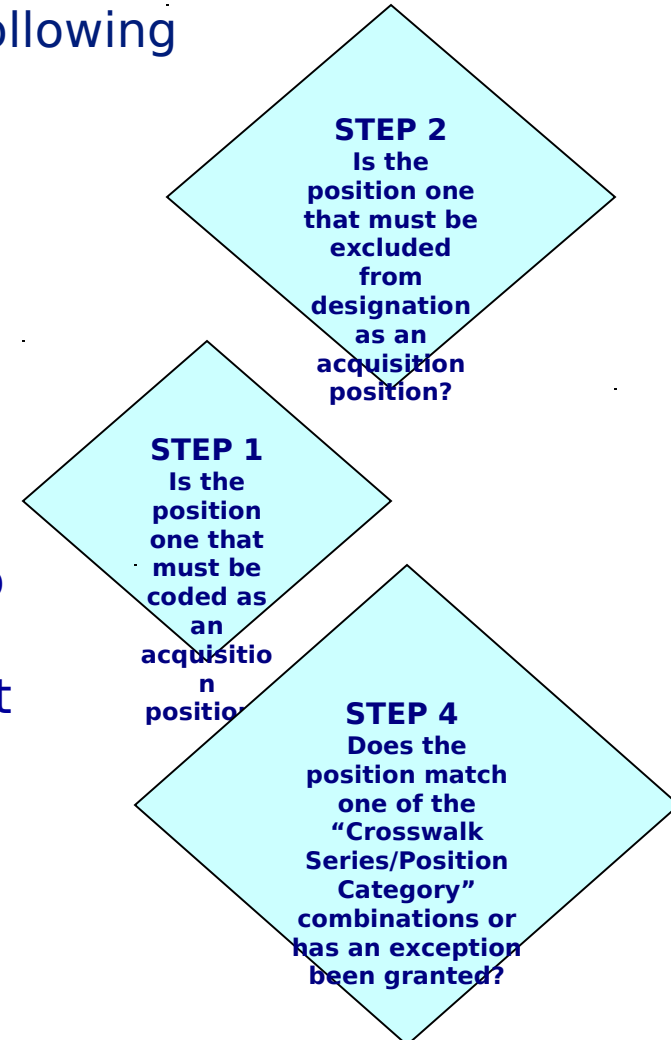 STEP 2
Is the
position one
that must be
excluded
from
designation
as an
acquisition
position?
STEP 1
Is the
position
one that
must be
coded as
an
acquisitio
n
STEP 4
Does the
position match
one of the
“Crosswalk
Series/Position
Category”
combinations or
has an exception
been granted?